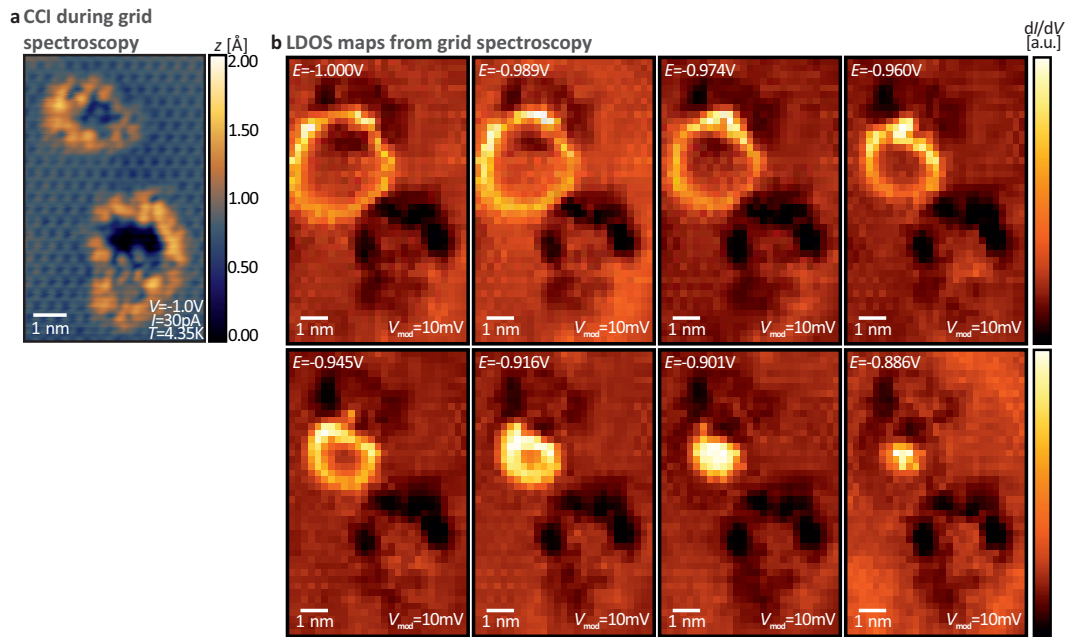 a CCI during grid
spectroscopy
z [Å]
2.00
1.50
1.00
0.50
0.00
V=-1.0V
I=30pA
T=4.35K
1 nm
b LDOS maps from grid spectroscopy
dI/dV
[a.u.]
E=-1.000V
1 nm
Vmod=10mV
E=-0.989V
1 nm
Vmod=10mV
E=-0.974V
1 nm
Vmod=10mV
E=-0.960V
1 nm
Vmod=10mV
E=-0.945V
1 nm
Vmod=10mV
E=-0.916V
1 nm
Vmod=10mV
E=-0.901V
1 nm
Vmod=10mV
E=-0.886V
1 nm
Vmod=10mV